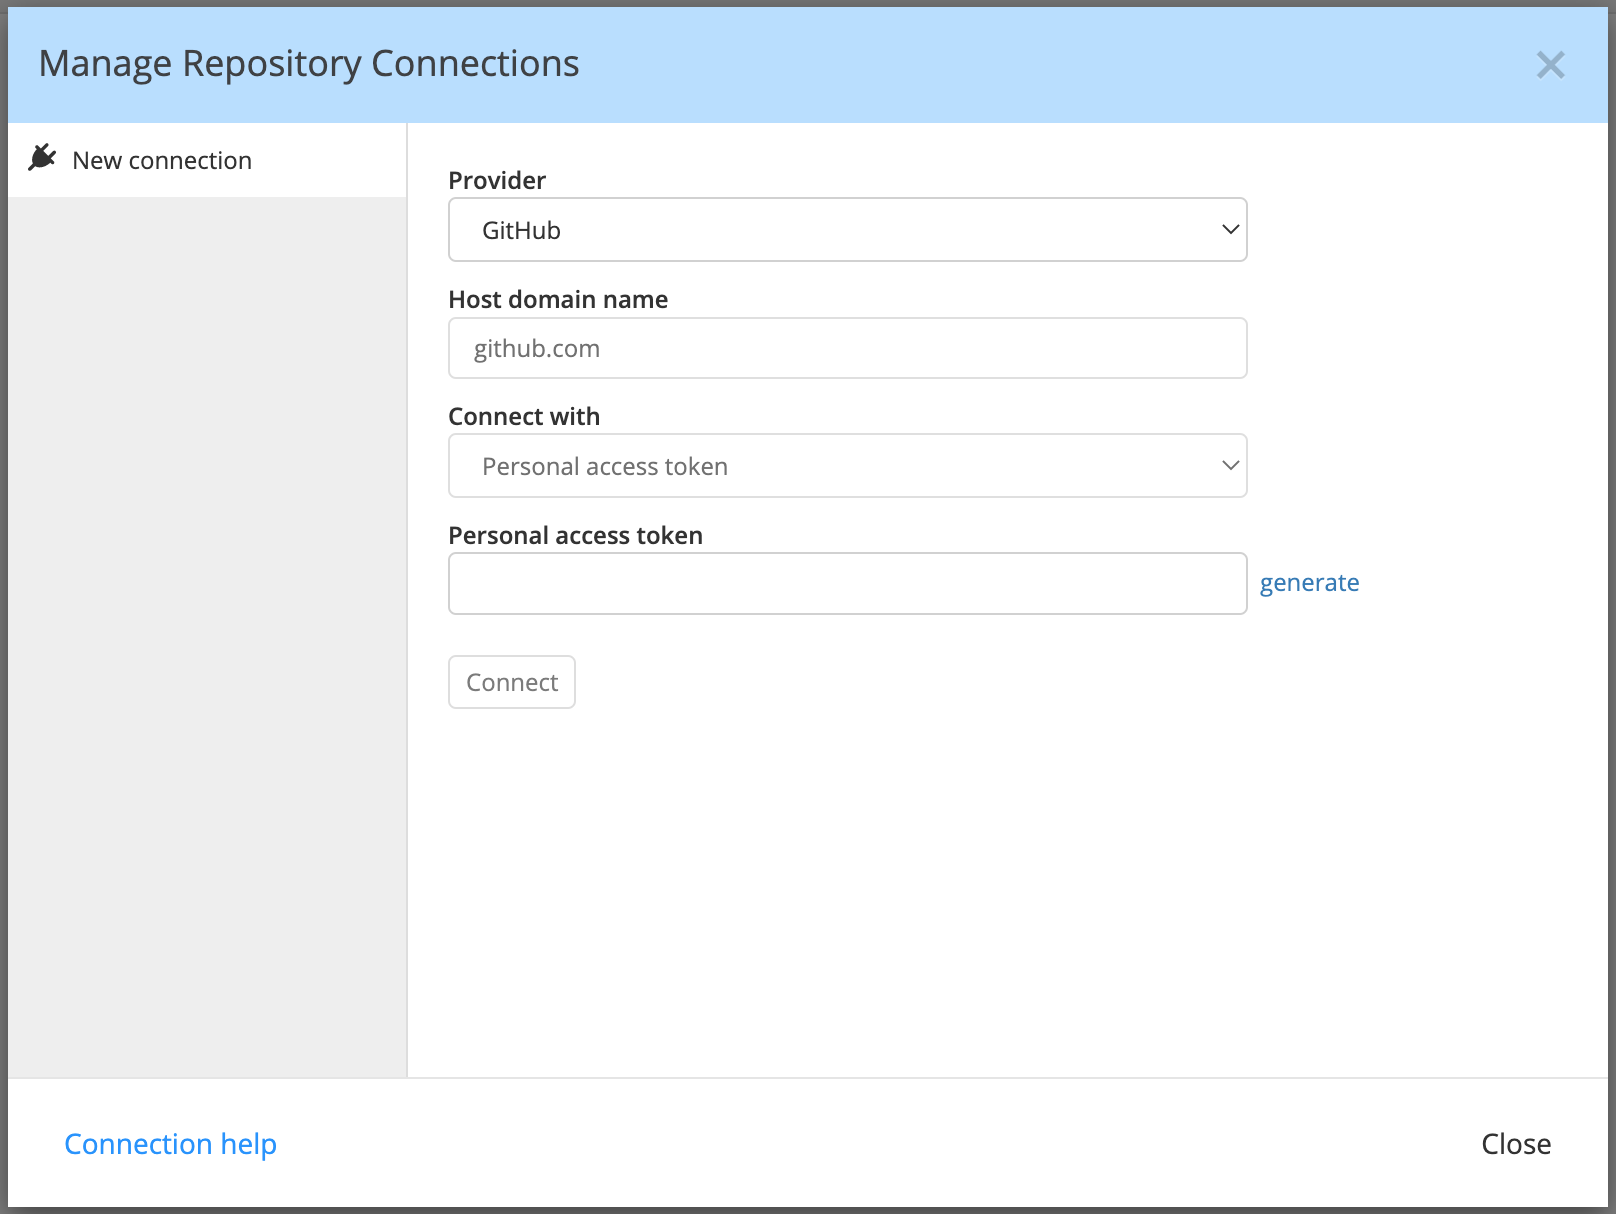 Manage Repository Connections
New connection
Provider
GitHub
Host domain name
github.com
Connect with
Personal access token
Personal access token
generate
Connect
Connection help
Close